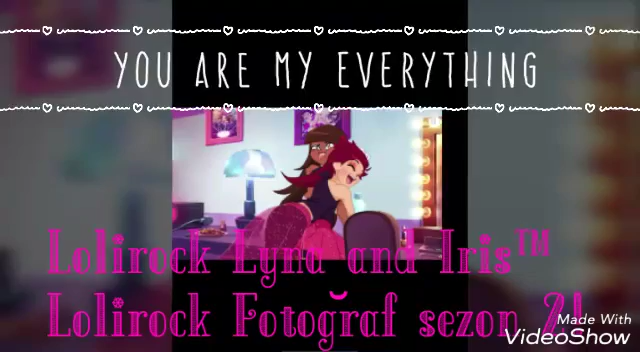 YOU ARE MY EVERYTHING
Lolirock Lyna and Iris™
Lolirock Fotoğraf sezon 2!
Made With
VideoShow